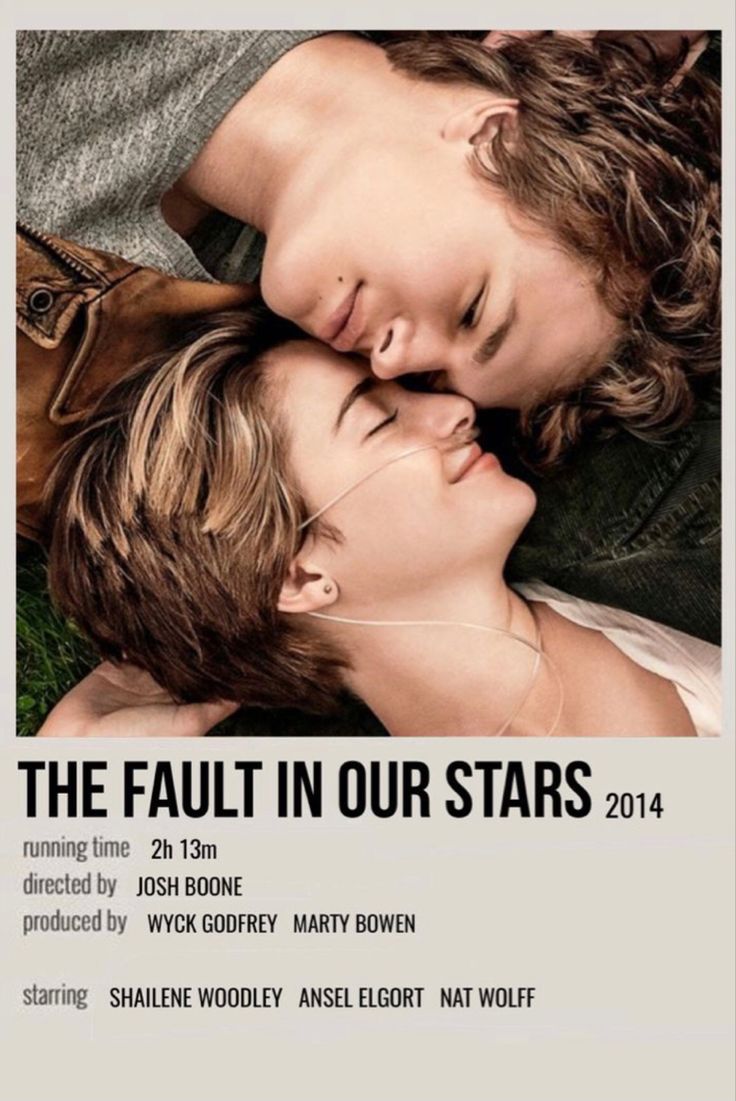 THE FAULT IN OUR STARS 2014
running time 2h 13m
directed by JOSH BOONE
produced by WYCK GODFREY MARTY BOWEN
starring SHAILENE WOODLEY ANSEL ELGORT NAT WOLFF